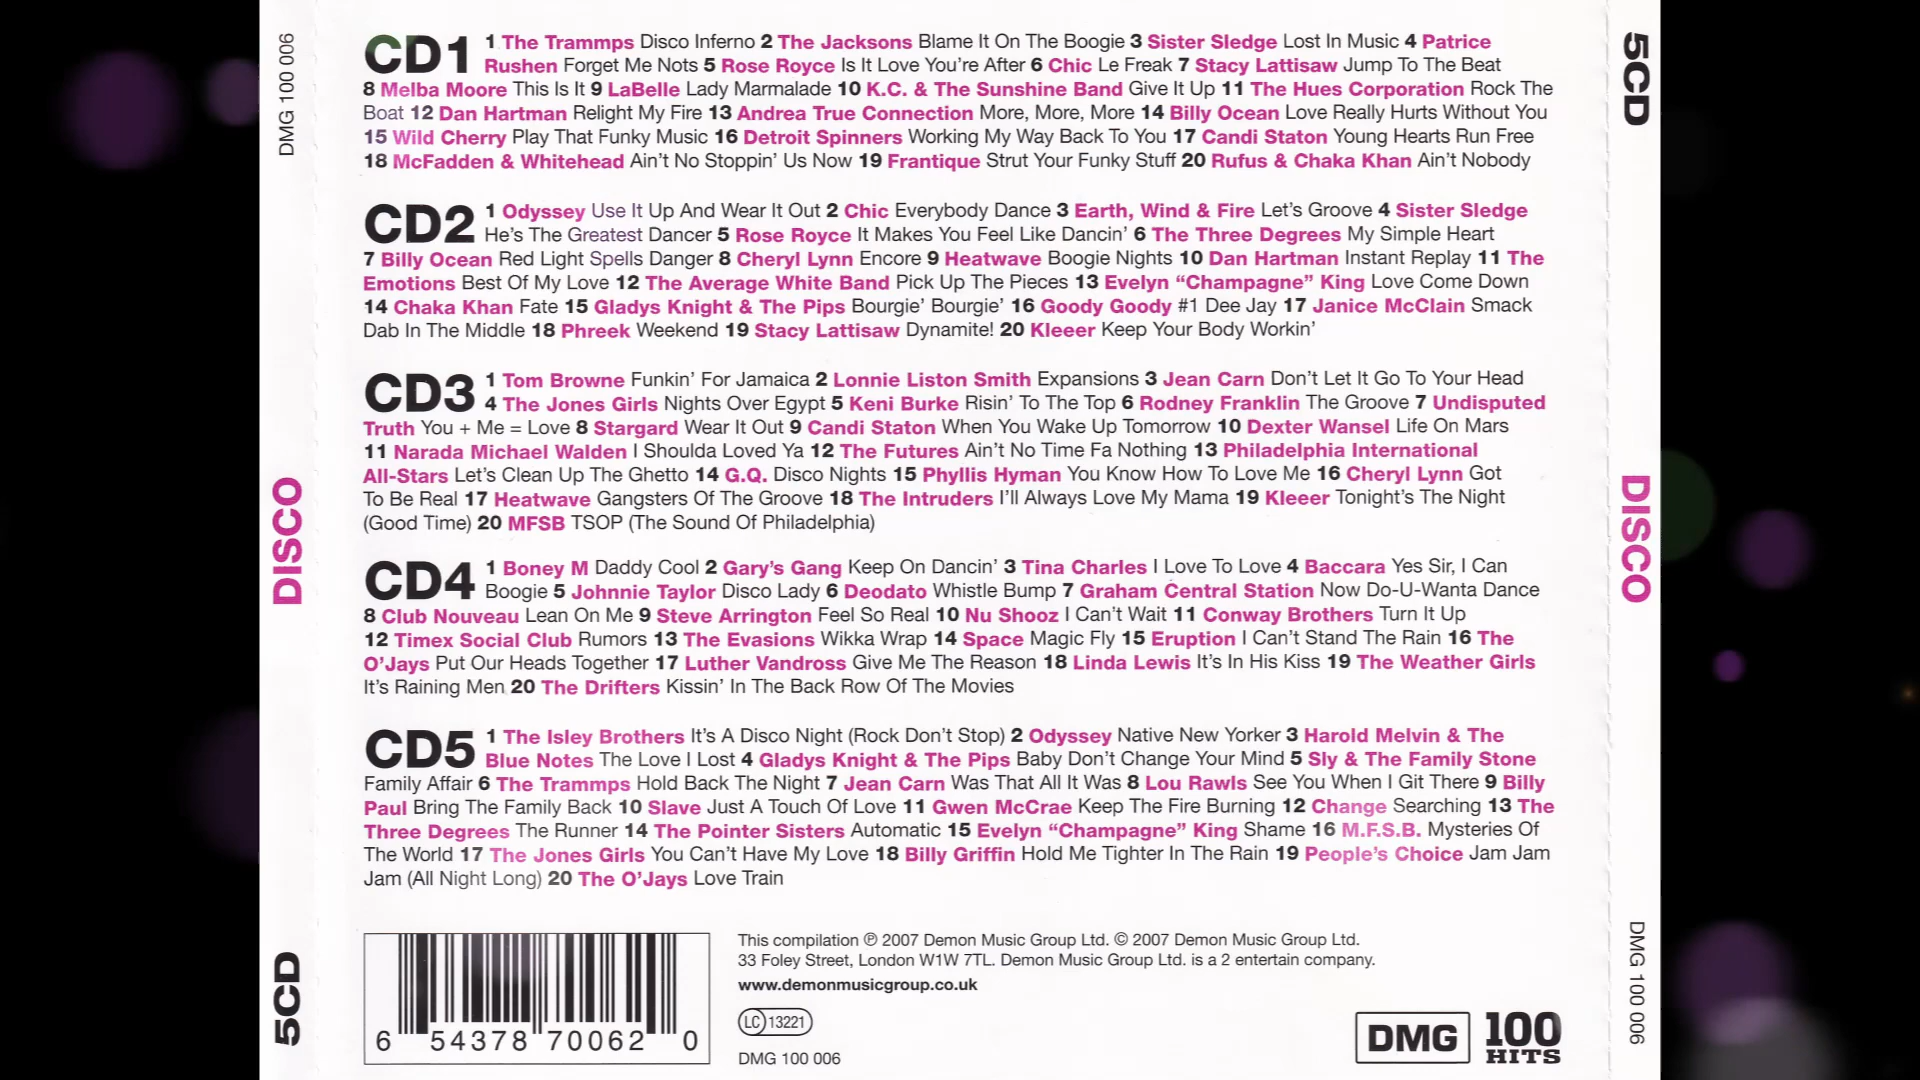 DMG 100 006
DISCO
5CD
CD1 1 The Trammps Disco Inferno 2 The Jacksons Blame It On The Boogie 3 Sister Sledge Lost In Music 4 Patrice
Rushen Forget Me Nots 5 Rose Royce Is It Love You're After 6 Chic Le Freak 7 Stacy Lattisaw Jump To The Beat
8 Melba Moore This Is It 9 LaBelle Lady Marmalade 10 K.C. & The Sunshine Band Give It Up 11 The Hues Corporation Rock The
Boat 12 Dan Hartman Relight My Fire 13 Andrea True Connection More, More, More 14 Billy Ocean Love Really Hurts Without You
15 Wild Cherry Play That Funky Music 16 Detroit Spinners Working My Way Back To You 17 Candi Staton Young Hearts Run Free
18 McFadden & Whitehead Ain't No Stoppin' Us Now 19 Frantique Strut Your Funky Stuff 20 Rufus & Chaka Khan Ain't Nobody
CD2 1 Odyssey Use It Up And Wear It Out 2 Chic Everybody Dance 3 Earth, Wind & Fire Let's Groove 4 Sister Sledge
He's The Greatest Dancer 5 Rose Royce It Makes You Feel Like Dancin' 6 The Three Degrees My Simple Heart
7 Billy Ocean Red Light Spells Danger 8 Cheryl Lynn Encore 9 Heatwave Boogie Nights 10 Dan Hartman Instant Replay 11 The
Emotions Best Of My Love 12 The Average White Band Pick Up The Pieces 13 Evelyn "Champagne" King Love Come Down
14 Chaka Khan Fate 15 Gladys Knight & The Pips Bourgie' Bourgie' 16 Goody Goody #1 Dee Jay 17 Janice McClain Smack
Dab In The Middle 18 Phreek Weekend 19 Stacy Lattisaw Dynamite! 20 Kleeer Keep Your Body Workin'
CD3 1 Tom Browne Funkin' For Jamaica 2 Lonnie Liston Smith Expansions 3 Jean Carn Don't Let It Go To Your Head
4 The Jones Girls Nights Over Egypt 5 Keni Burke Risin' To The Top 6 Rodney Franklin The Groove 7 Undisputed
Truth You + Me = Love 8 Stargard Wear It Out 9 Candi Staton When You Wake Up Tomorrow 10 Dexter Wansel Life On Mars
11 Narada Michael Walden I Shoulda Loved Ya 12 The Futures Ain't No Time Fa Nothing 13 Philadelphia International
All-Stars Let's Clean Up The Ghetto 14 G.Q. Disco Nights 15 Phyllis Hyman You Know How To Love Me 16 Cheryl Lynn Got
To Be Real 17 Heatwave Gangsters Of The Groove 18 The Intruders I'll Always Love My Mama 19 Kleeer Tonight's The Night
(Good Time) 20 MFSB TSOP (The Sound Of Philadelphia)
CD4 1 Boney M Daddy Cool 2 Gary's Gang Keep On Dancin' 3 Tina Charles I Love To Love 4 Baccara Yes Sir, I Can
Boogie 5 Johnnie Taylor Disco Lady 6 Deodato Whistle Bump 7 Graham Central Station Now Do-U-Wanta Dance
8 Club Nouveau Lean On Me 9 Steve Arrington Feel So Real 10 Nu Shooz I Can't Wait 11 Conway Brothers Turn It Up
12 Timex Social Club Rumors 13 The Evasions Wikka Wrap 14 Space Magic Fly 15 Eruption I Can't Stand The Rain 16 The
O'Jays Put Our Heads Together 17 Luther Vandross Give Me The Reason 18 Linda Lewis It's In His Kiss 19 The Weather Girls
It's Raining Men 20 The Drifters Kissin' In The Back Row Of The Movies
CD5 1 The Isley Brothers It's A Disco Night (Rock Don't Stop) 2 Odyssey Native New Yorker 3 Harold Melvin & The
Blue Notes The Love I Lost 4 Gladys Knight & The Pips Baby Don't Change Your Mind 5 Sly & The Family Stone
Family Affair 6 The Trammps Hold Back The Night 7 Jean Carn Was That All It Was 8 Lou Rawls See You When I Git There 9 Billy
Paul Bring The Family Back 10 Slave Just A Touch Of Love 11 Gwen McCrae Keep The Fire Burning 12 Change Searching 13 The
Three Degrees The Runner 14 The Pointer Sisters Automatic 15 Evelyn "Champagne" King Shame 16 M.F.S.B. Mysteries Of
The World 17 The Jones Girls You Can't Have My Love 18 Billy Griffin Hold Me Tighter In The Rain 19 People's Choice Jam Jam
Jam (All Night Long) 20 The O'Jays Love Train
6 54378 70062 0
This compilation ℗ 2007 Demon Music Group Ltd. © 2007 Demon Music Group Ltd.
33 Foley Street, London W1W 7TL. Demon Music Group Ltd. is a 2 entertain company.
www.demonmusicgroup.co.uk
LC 13221
DMG 100 006
DMG 100 HITS
5CD
DISCO
DMG 100 006